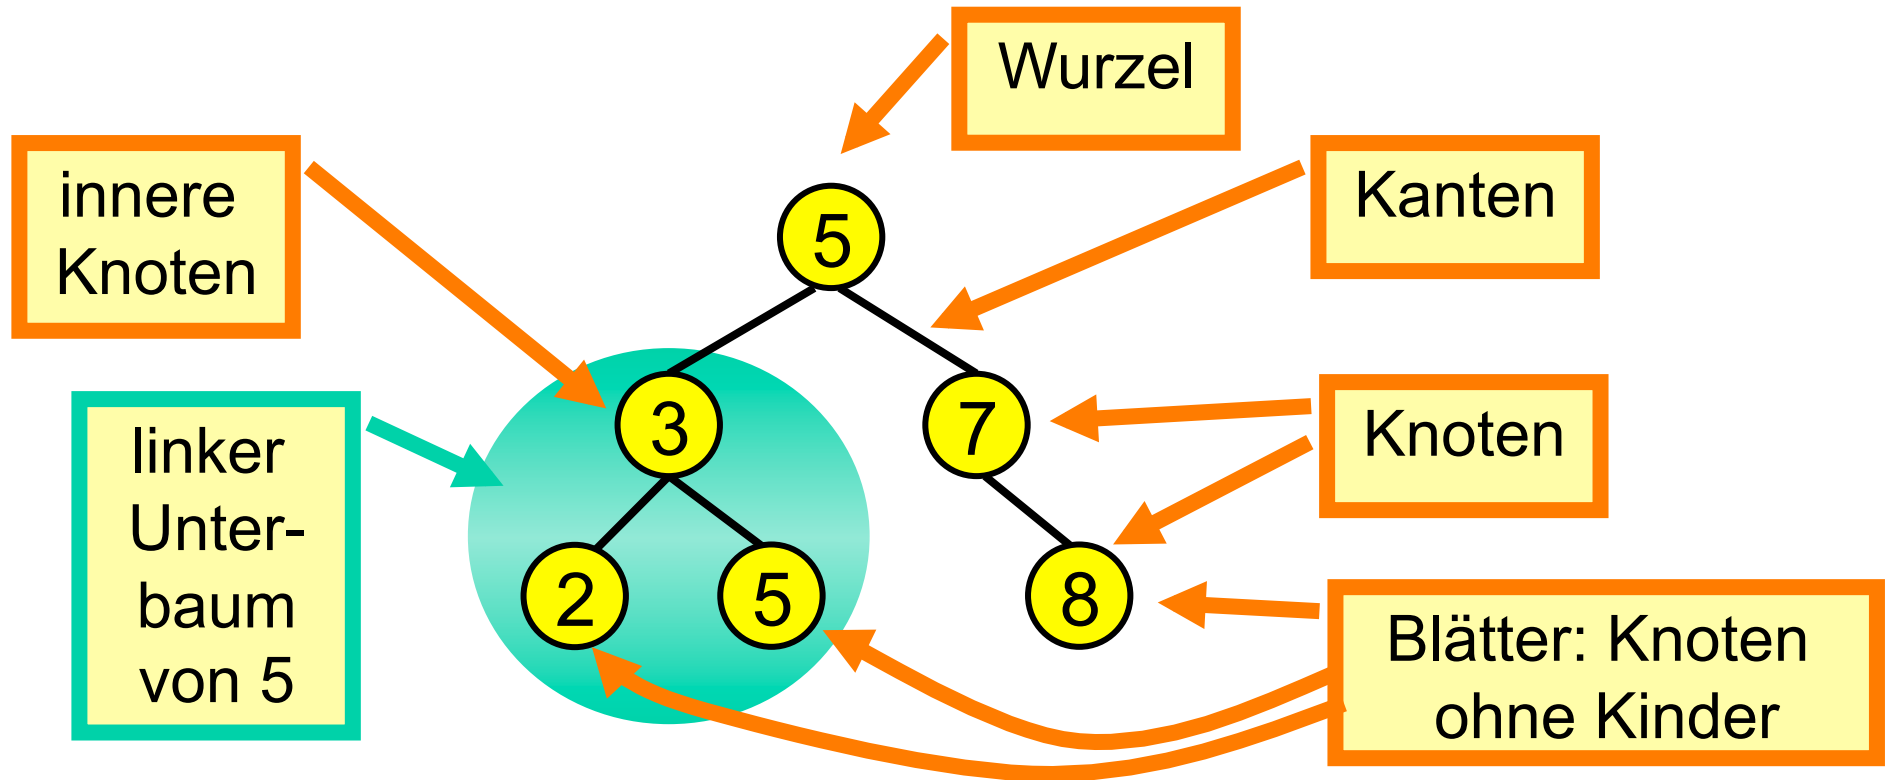 Wurzel
innere
Knoten
Kanten
5
linker
Unter-
baum
von 5
3
7
Knoten
2
5
8
Blätter: Knoten
ohne Kinder